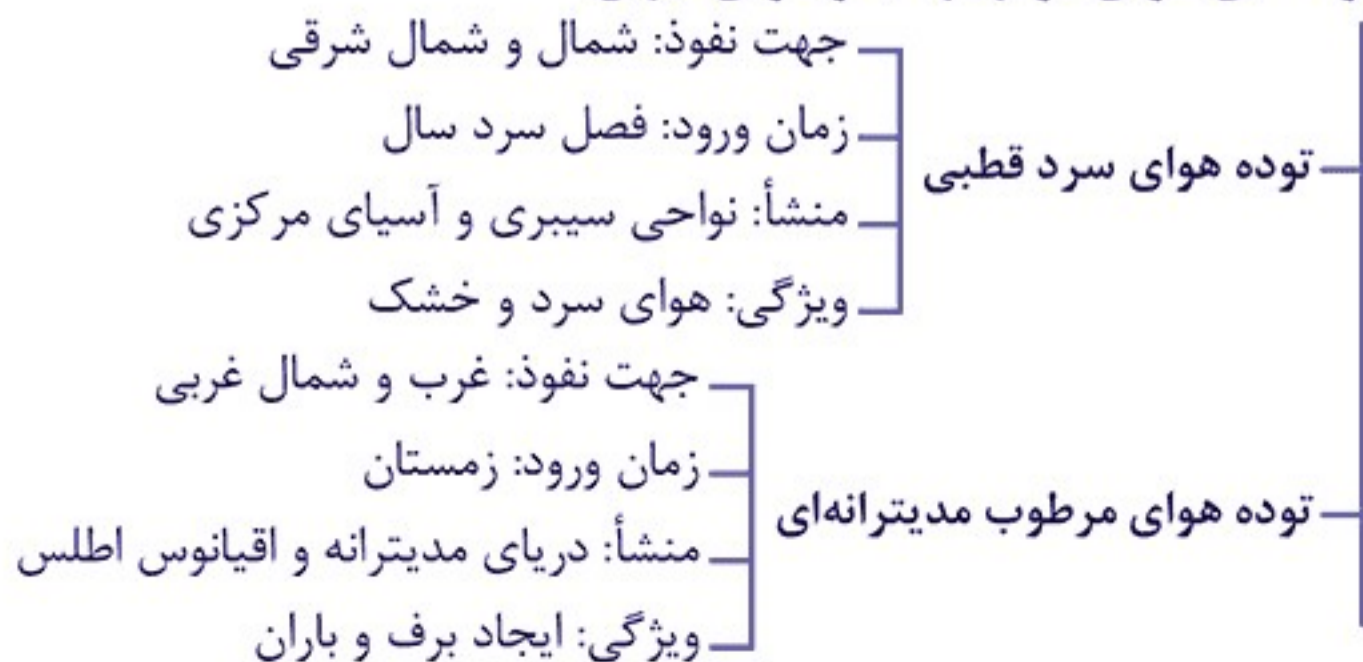 جهت نفوذ: شمال و شمال شرقی
زمان ورود: فصل سرد سال
توده هوای سرد قطبی
منشأ: نواحی سیبری و آسیای مرکزی
ویژگی: هوای سرد و خشک
جهت نفوذ: غرب و شمال غربی
زمان ورود: زمستان
توده هوای مرطوب مدیترانه‌ای
منشأ: دریای مدیترانه و اقیانوس اطلس
ویژگی: ایجاد برف و باران